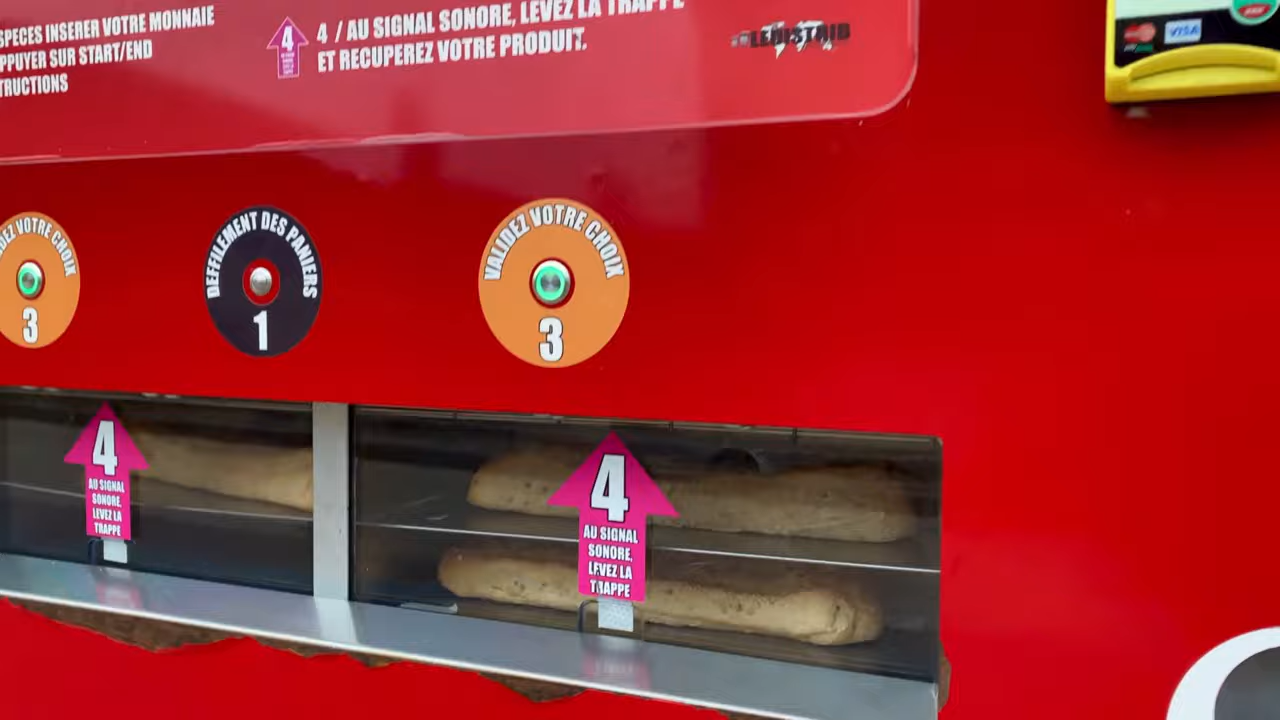 SPECES INSERER VOTRE MONNAIE
PPUYER SUR START/END
TRUCTIONS
4
4 / AU SIGNAL SONORE, LEVEZ LA TRAPPE
ET RECUPEREZ VOTRE PRODUIT.
LEDISTRIB
VISA
DEZ VOTRE CHOIX
3
DEFFILEMENT DES PANIERS
1
VALIDEZ VOTRE CHOIX
3
4
AU SIGNAL
SONORE,
LEVEZ LA
TRAPPE
4
AU SIGNAL
SONORE,
LEVEZ LA
TRAPPE